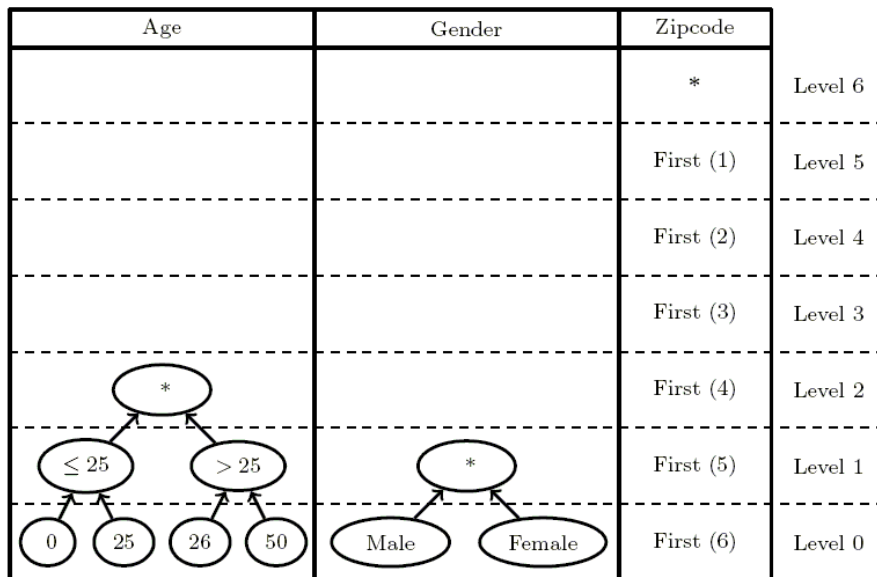 Age Gender Zipcode
* Level 6
First (1) Level 5
First (2) Level 4
First (3) Level 3
* First (4) Level 2
≤ 25 > 25 * First (5) Level 1
0 25 26 50 Male Female First (6) Level 0